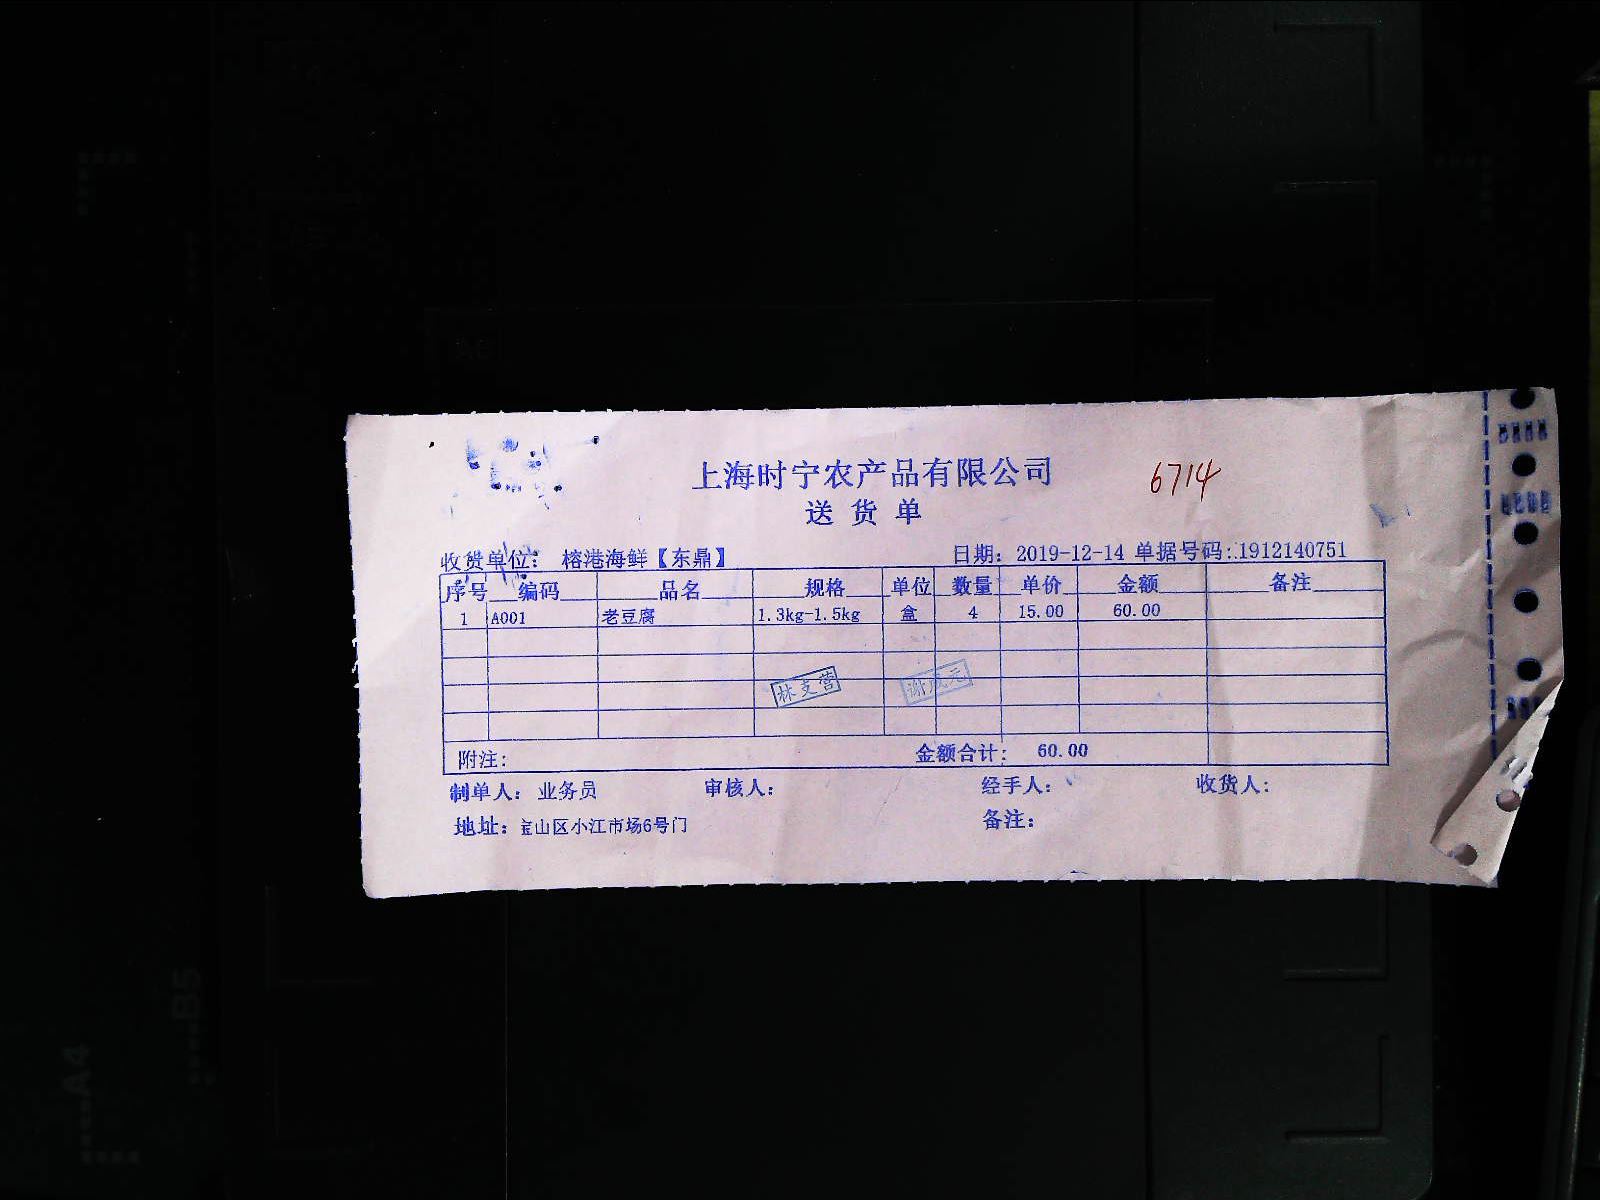 上海时宁农产品有限公司
6714
送货单
收货单位： 榕港海鲜【东鼎】 日期：2019-12-14 单据号码：1912140751
序号 编码 品名 规格 单位 数量 单价 金额 备注
1 A001 老豆腐 1.3kg-1.5kg 盒 4 15.00 60.00
林支营 谢成元
附注： 金额合计： 60.00
制单人： 业务员 审核人： 经手人： 收货人：
地址：宝山区小江市场6号门 备注：
A4
B5